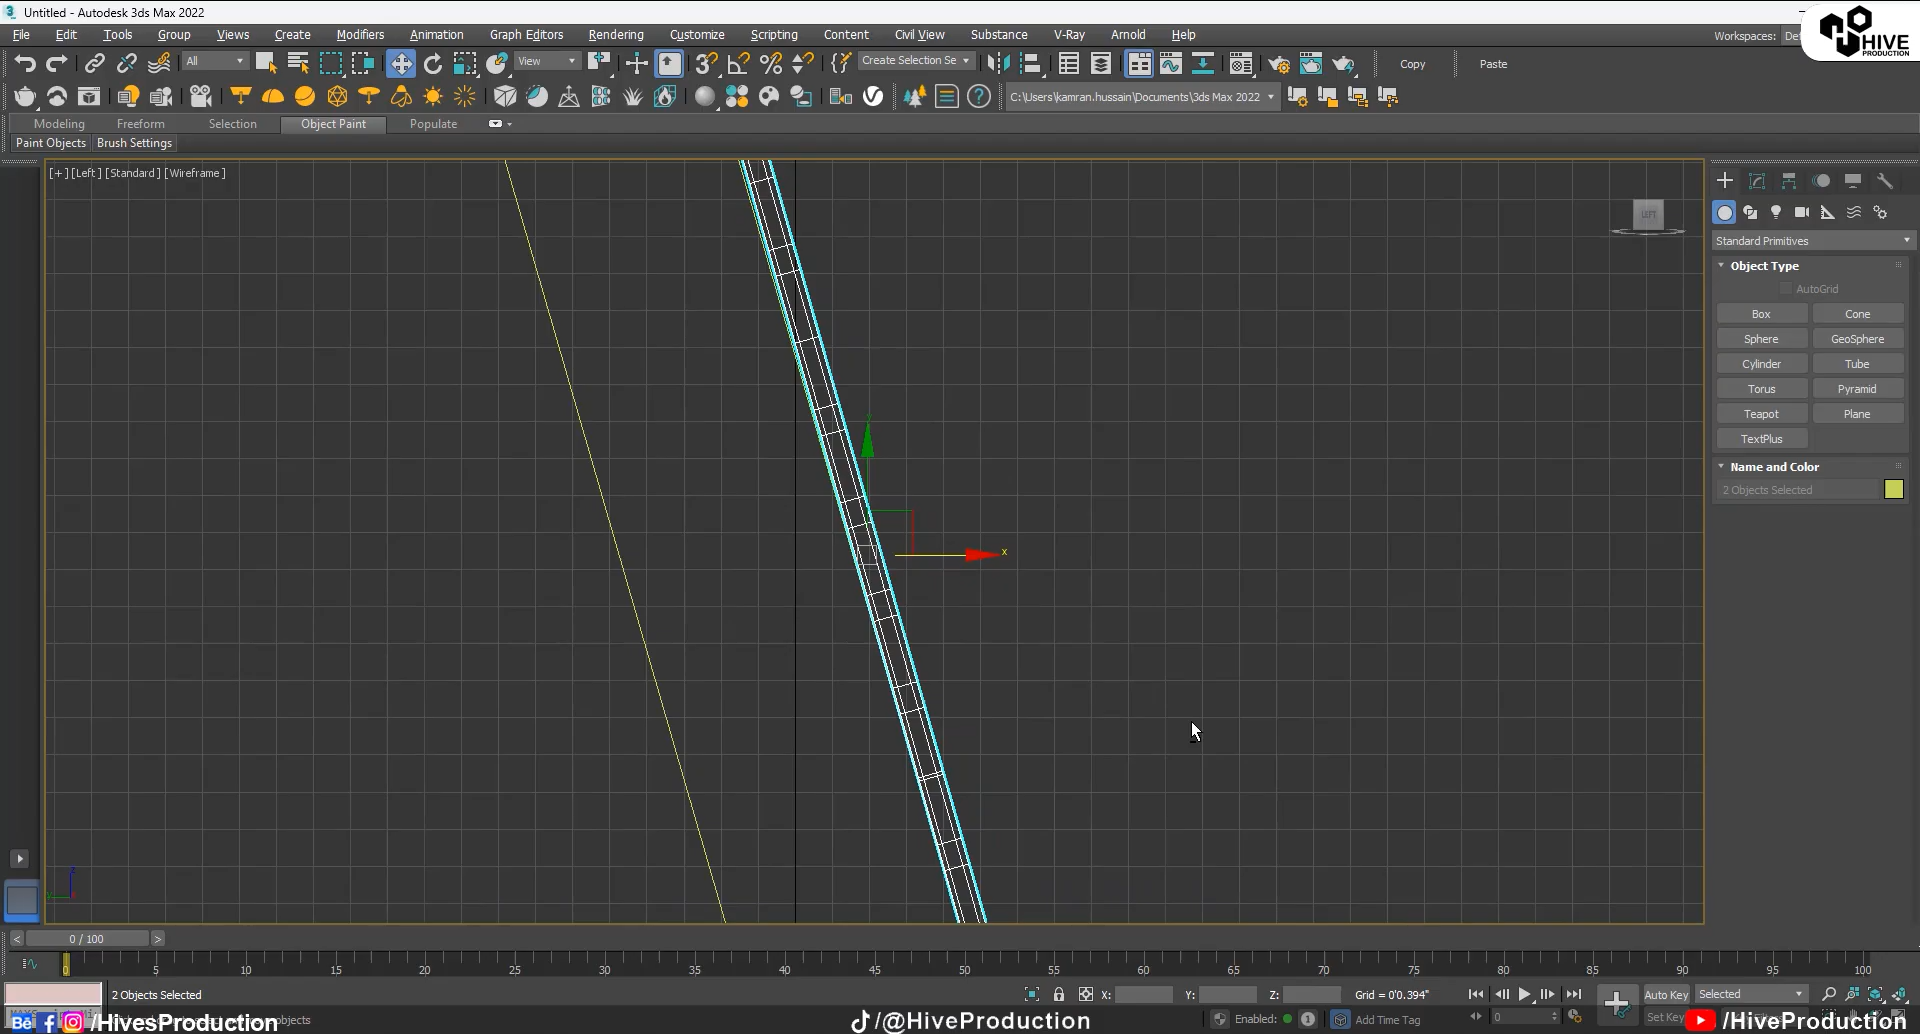 Untitled - Autodesk 3ds Max 2022
File Edit Tools Group Views Create Modifiers Animation Graph Editors Rendering Customize Scripting Content Civil View Substance V-Ray Arnold Help
Workspaces:
HIVE
PRODUCTION
All
View
Create Selection Se
Copy
Paste
C:\Users\kamran.hussain\Documents\3ds Max 2022
Modeling Freeform Selection Object Paint Populate
Paint Objects Brush Settings
[+] [Left] [Standard] [Wireframe]
LEFT
Standard Primitives
Object Type
AutoGrid
Box Cone
Sphere GeoSphere
Cylinder Tube
Torus Pyramid
Teapot Plane
TextPlus
Name and Color
2 Objects Selected
x
0 / 100
0 5 10 15 20 25 30 35 40 45 50 55 60 65 70 75 80 85 90 95 100
2 Objects Selected
X: Y: Z: Grid = 0'0.394"
Auto Key Selected
/HivesProduction
/@HiveProduction
Enabled:
Add Time Tag
0
Set Key
/HiveProduction